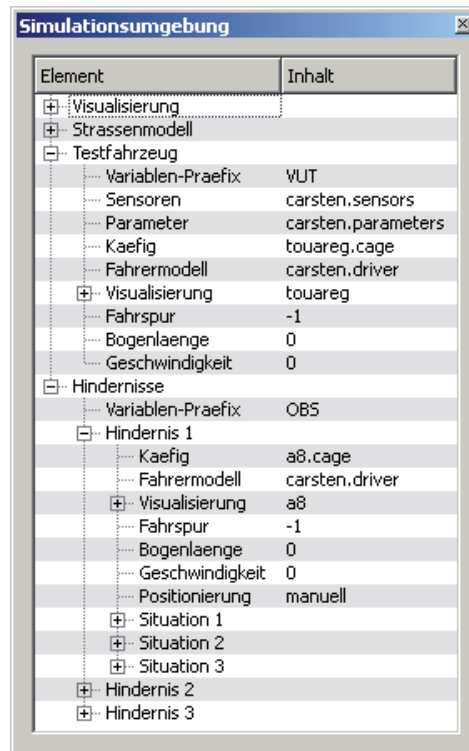 Simulationsumgebung
Element Inhalt
Visualisierung
Strassenmodell
Testfahrzeug
Variablen-Praefix VUT
Sensoren carsten.sensors
Parameter carsten.parameters
Kaefig touareg.cage
Fahrermodell carsten.driver
Visualisierung touareg
Fahrspur -1
Bogenlaenge 0
Geschwindigkeit 0
Hindernisse
Variablen-Praefix OBS
Hindernis 1
Kaefig a8.cage
Fahrermodell carsten.driver
Visualisierung a8
Fahrspur -1
Bogenlaenge 0
Geschwindigkeit 0
Positionierung manuell
Situation 1
Situation 2
Situation 3
Hindernis 2
Hindernis 3